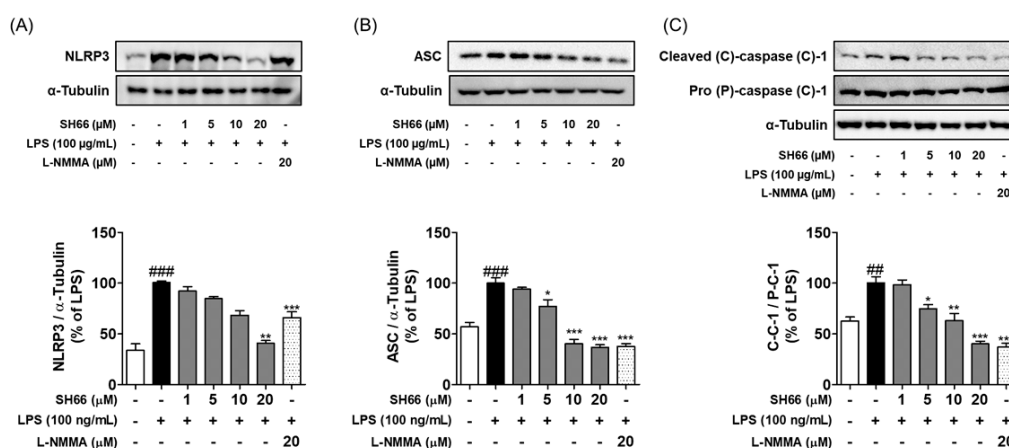 (A)
NLRP3
α-Tubulin
SH66 (μM) - - 1 5 10 20 -
LPS (100 μg/mL) - + + + + + +
L-NMMA (μM) - - - - - - 20
NLRP3 / α-Tubulin
(% of LPS)
150
100
50
0
###
**
***
SH66 (μM) - - 1 5 10 20 -
LPS (100 ng/mL) - + + + + + +
L-NMMA (μM) - - - - - - 20
(B)
ASC
α-Tubulin
SH66 (μM) - - 1 5 10 20 -
LPS (100 μg/mL) - + + + + + +
L-NMMA (μM) - - - - - - 20
ASC / α-Tubulin
(% of LPS)
150
100
50
0
###
*
***
***
***
SH66 (μM) - - 1 5 10 20 -
LPS (100 ng/mL) - + + + + + +
L-NMMA (μM) - - - - - - 20
(C)
Cleaved (C)-caspase (C)-1
Pro (P)-caspase (C)-1
α-Tubulin
SH66 (μM) - - 1 5 10 20 -
LPS (100 μg/mL) - + + + + + +
L-NMMA (μM) - - - - - - 20
C-C-1 / P-C-1
(% of LPS)
150
100
50
0
##
*
**
***
SH66 (μM) - - 1 5 10 20 -
LPS (100 ng/mL) - + + + + + +
L-NMMA (μM) - - - - - - 20